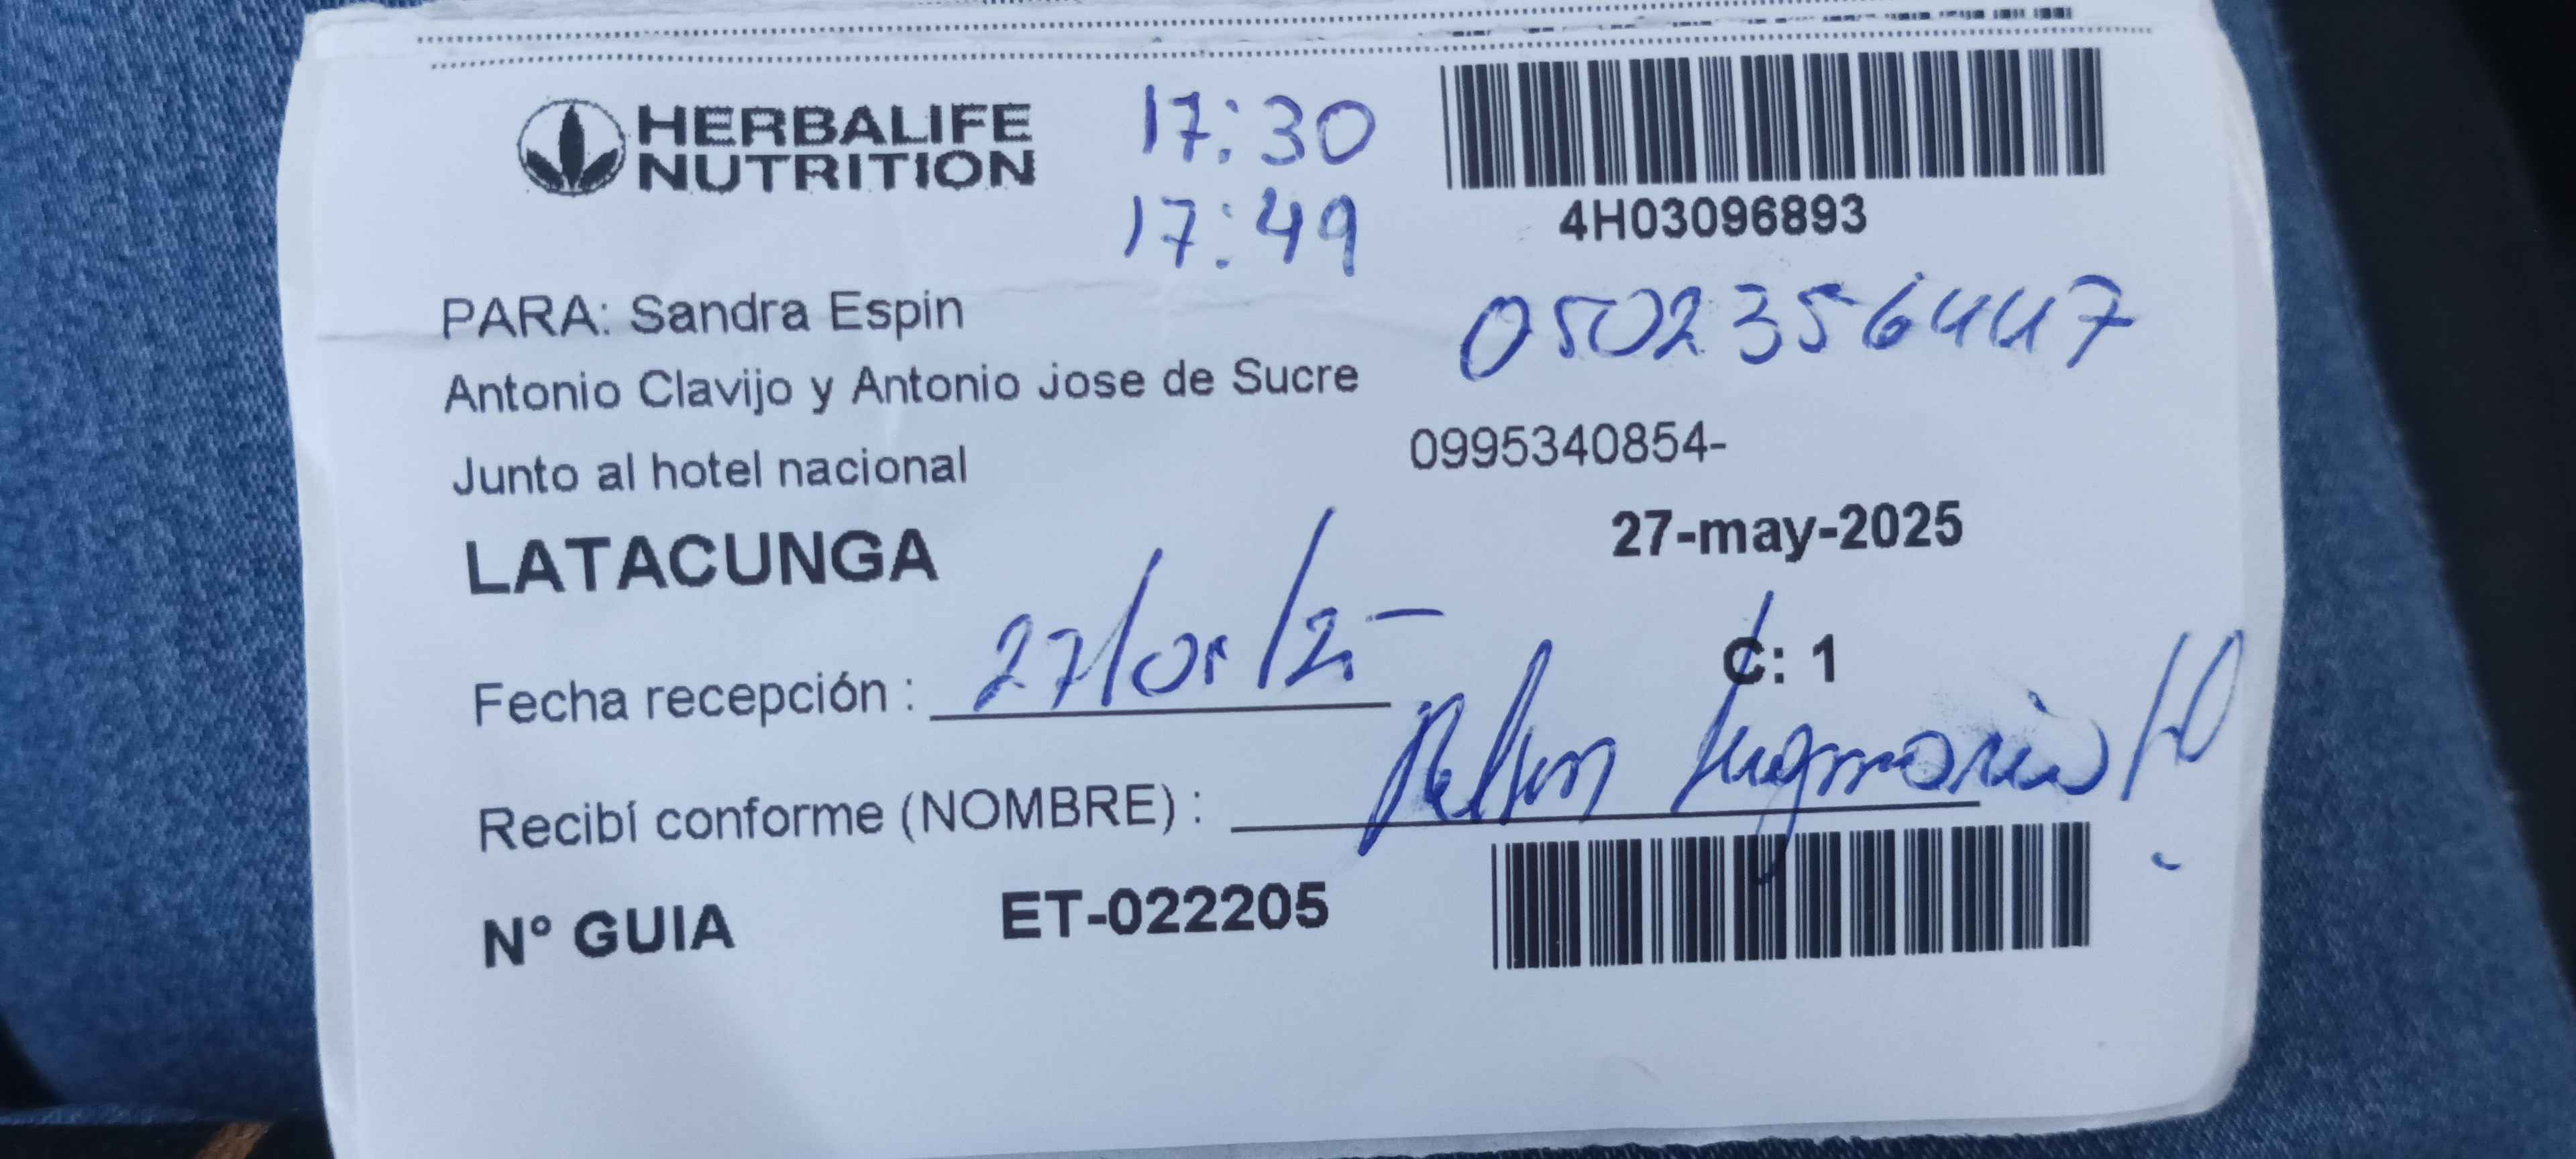 HERBALIFE
NUTRITION
17:30
17:49
4H03096893
PARA: Sandra Espin
0502356447
Antonio Clavijo y Antonio jose de Sucre
Junto al hotel nacional
0995340854-
LATACUNGA
27-may-2025
Fecha recepción :
C: 1
Recibí conforme (NOMBRE) :
N° GUIA ET-022205